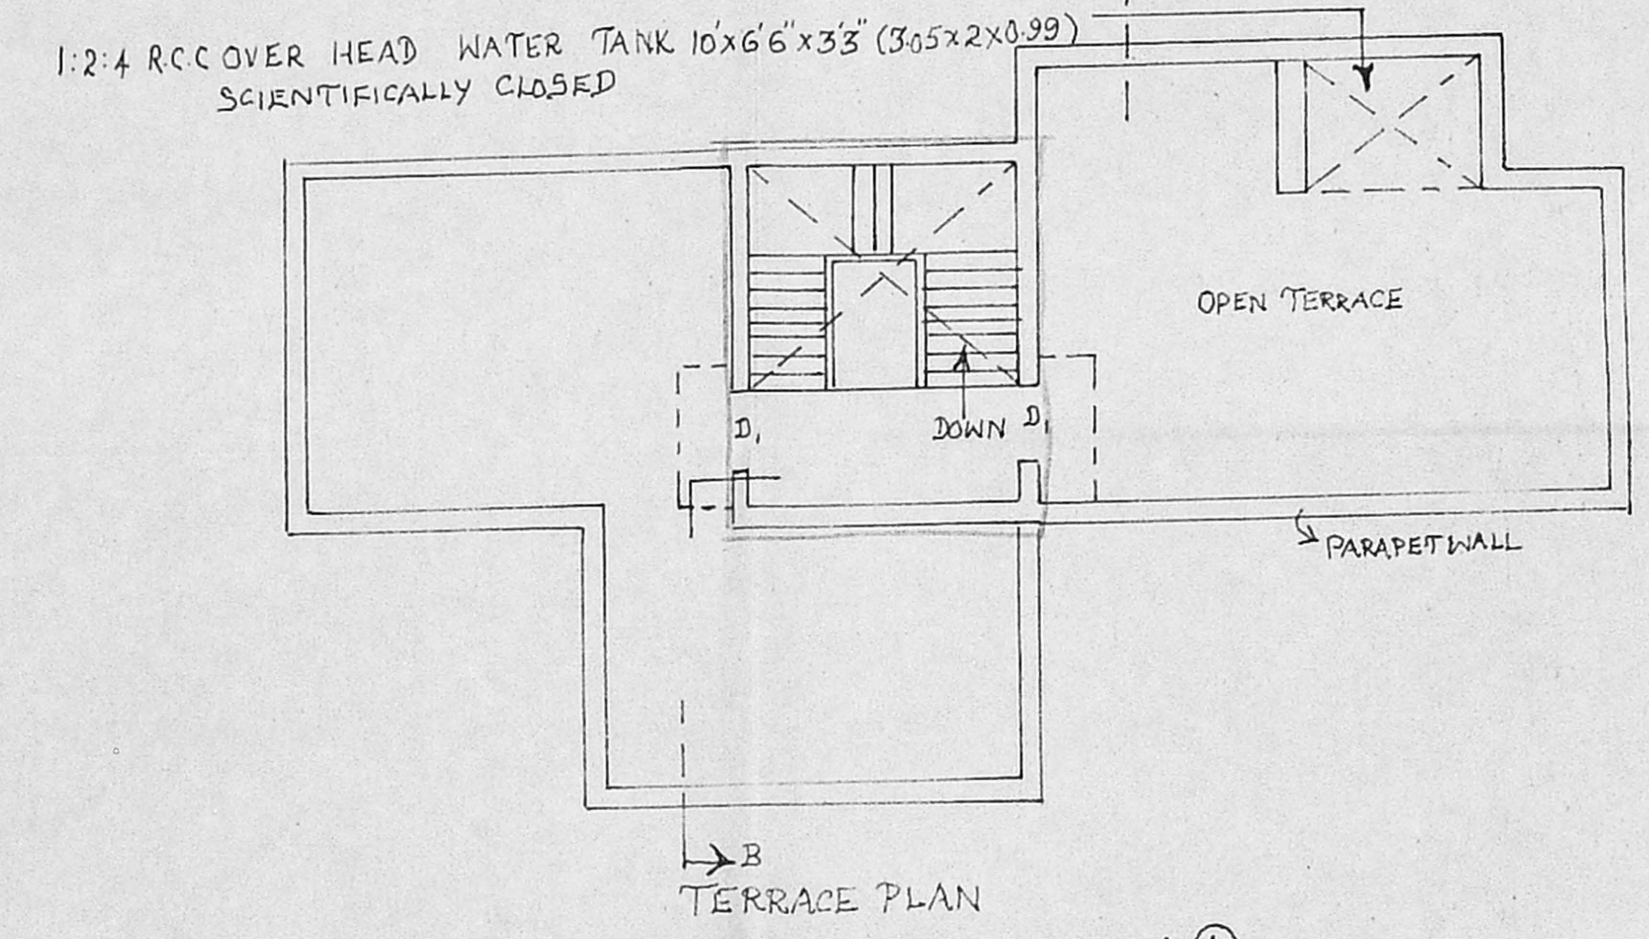 1:2:4 R.C.C OVER HEAD WATER TANK 10'x6'6"x3'3" (3.05x2x0.99)
SCIENTIFICALLY CLOSED
OPEN TERRACE
D1
DOWN
D1
PARAPET WALL
B
TERRACE PLAN